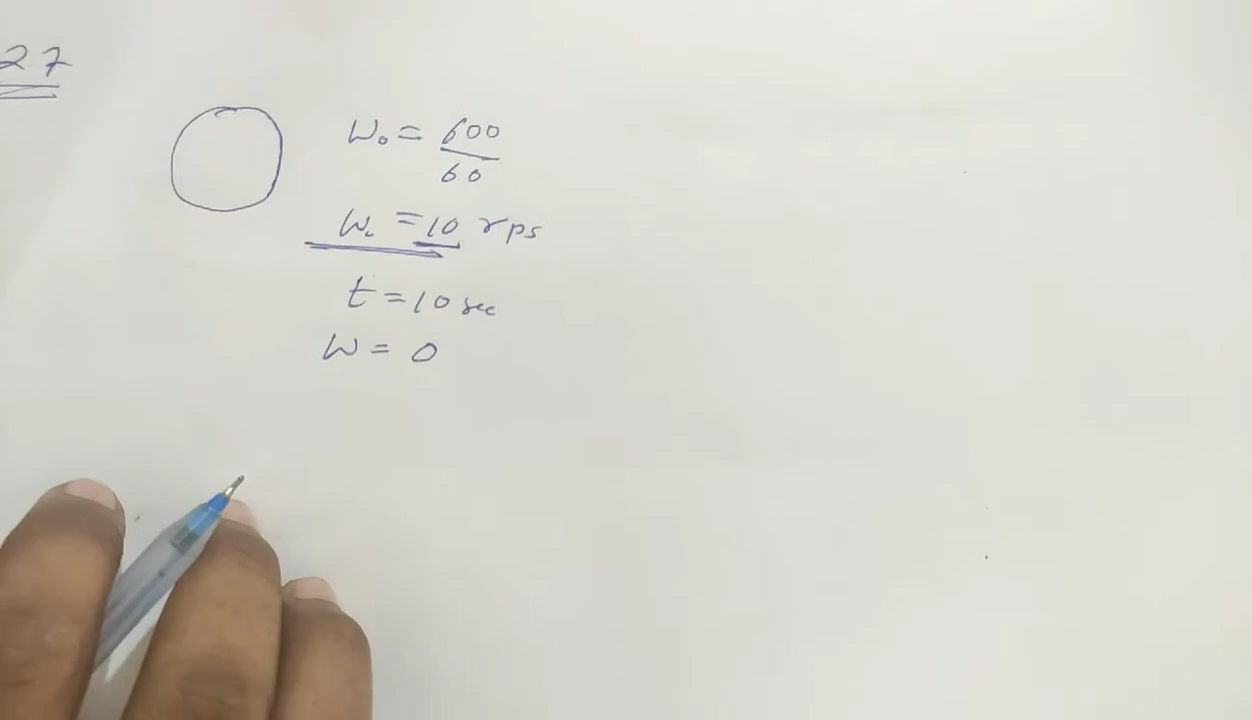 27
W₀ = 600
60
W₀ = 10 rps
t = 10 sec
W = 0